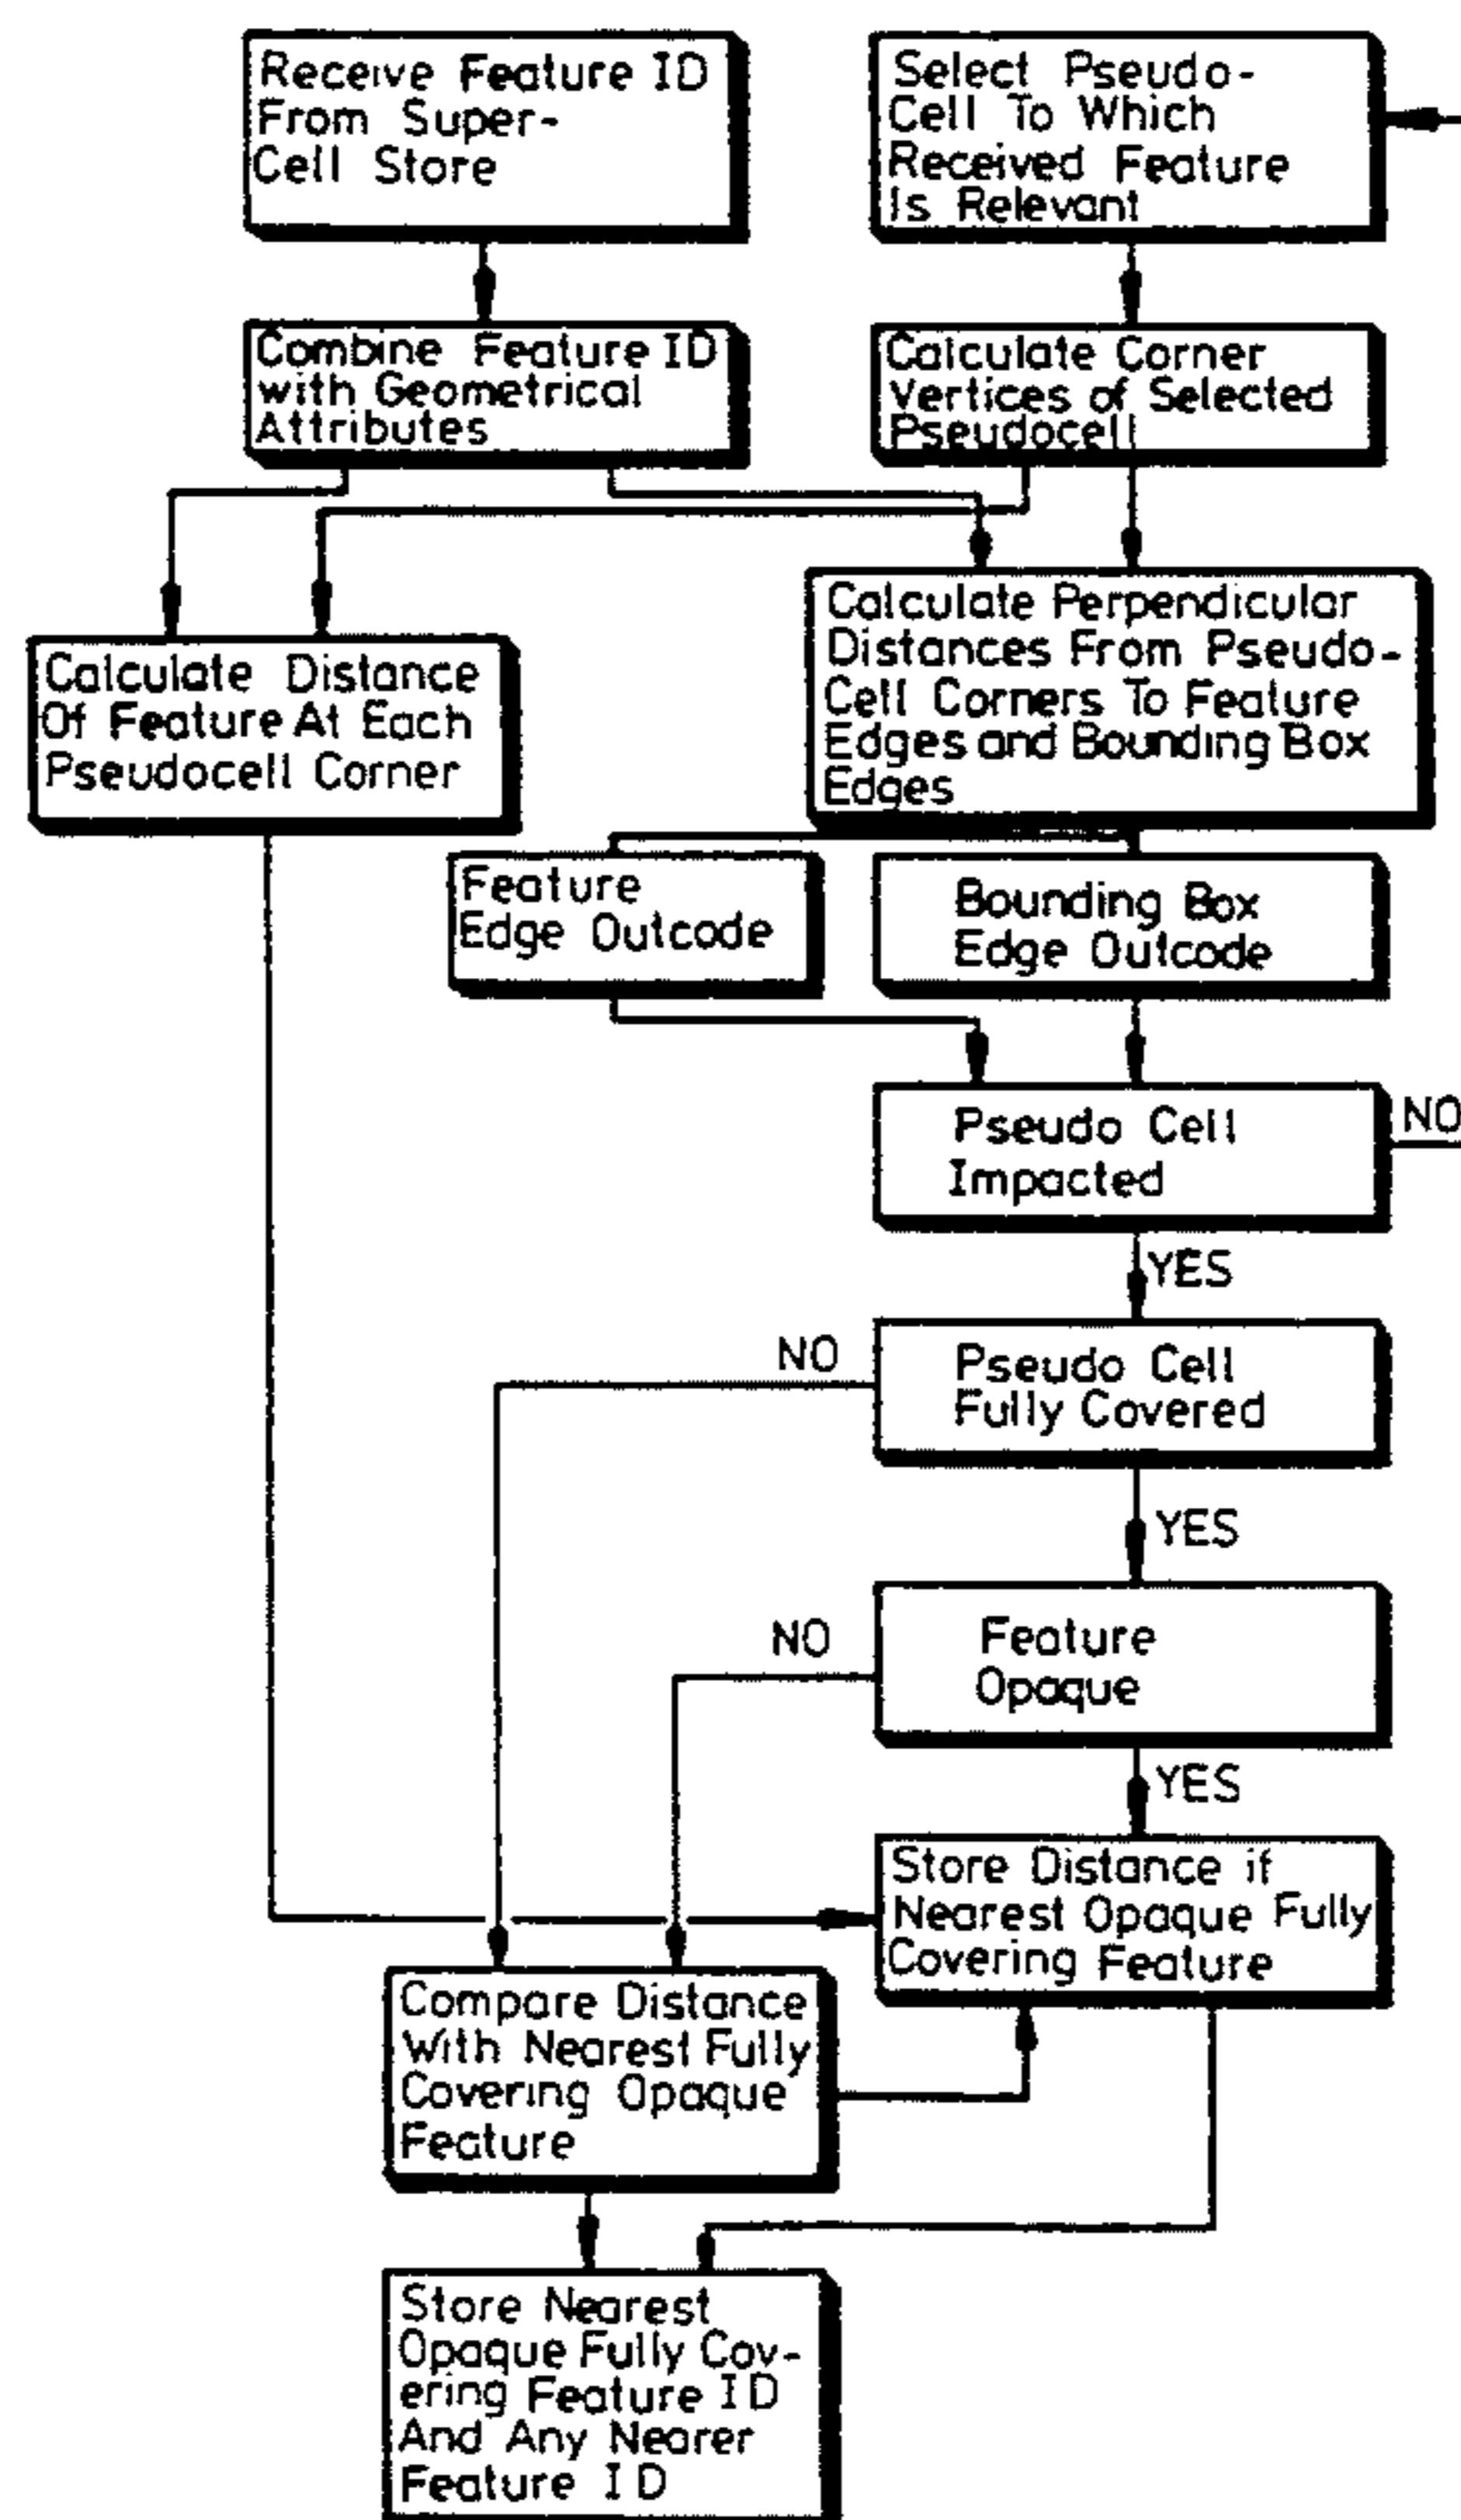 Receive Feature ID
From Super-
Cell Store
Select Pseudo-
Cell To Which
Received Feature
Is Relevant
Combine Feature ID
with Geometrical
Attributes
Calculate Corner
Vertices of Selected
Pseudocell
Calculate Distance
Of Feature At Each
Pseudocell Corner
Calculate Perpendicular
Distances From Pseudo-
Cell Corners To Feature
Edges and Bounding Box
Edges
Feature
Edge Outcode
Bounding Box
Edge Outcode
Pseudo Cell
Impacted
NO
YES
Pseudo Cell
Fully Covered
NO
YES
Feature
Opaque
NO
YES
Store Distance if
Nearest Opaque Fully
Covering Feature
Compare Distance
With Nearest Fully
Covering Opaque
Feature
Store Nearest
Opaque Fully Cov-
ering Feature ID
And Any Nearer
Feature ID